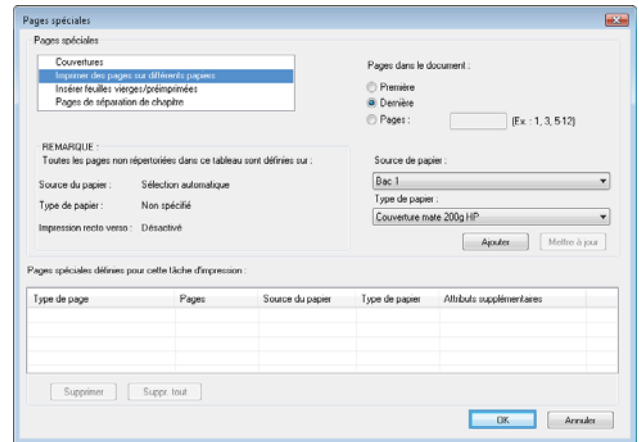 Pages spéciales
Pages spéciales
Couvertures
Imprimer des pages sur différents papiers
Insérer feuilles vierges/préimprimées
Pages de séparation de chapitre
Pages dans le document :
Première
Dernière
Pages :
(Ex. : 1, 3, 5-12)
REMARQUE :
Toutes les pages non répertoriées dans ce tableau sont définies sur :
Source du papier : Sélection automatique
Type de papier : Non spécifié
Impression recto verso : Désactivé
Source de papier :
Bac 1
Type de papier :
Couverture mate 200g HP
Ajouter Mettre à jour
Pages spéciales définies pour cette tâche d'impression :
Type de page Pages Source du papier Type de papier Attributs supplémentaires
Supprimer Suppr. tout
OK Annuler